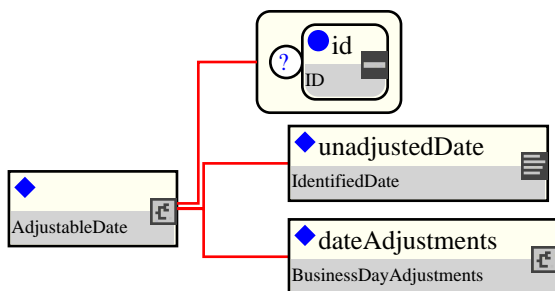 ?
id
ID
unadjustedDate
IdentifiedDate
AdjustableDate
dateAdjustments
BusinessDayAdjustments